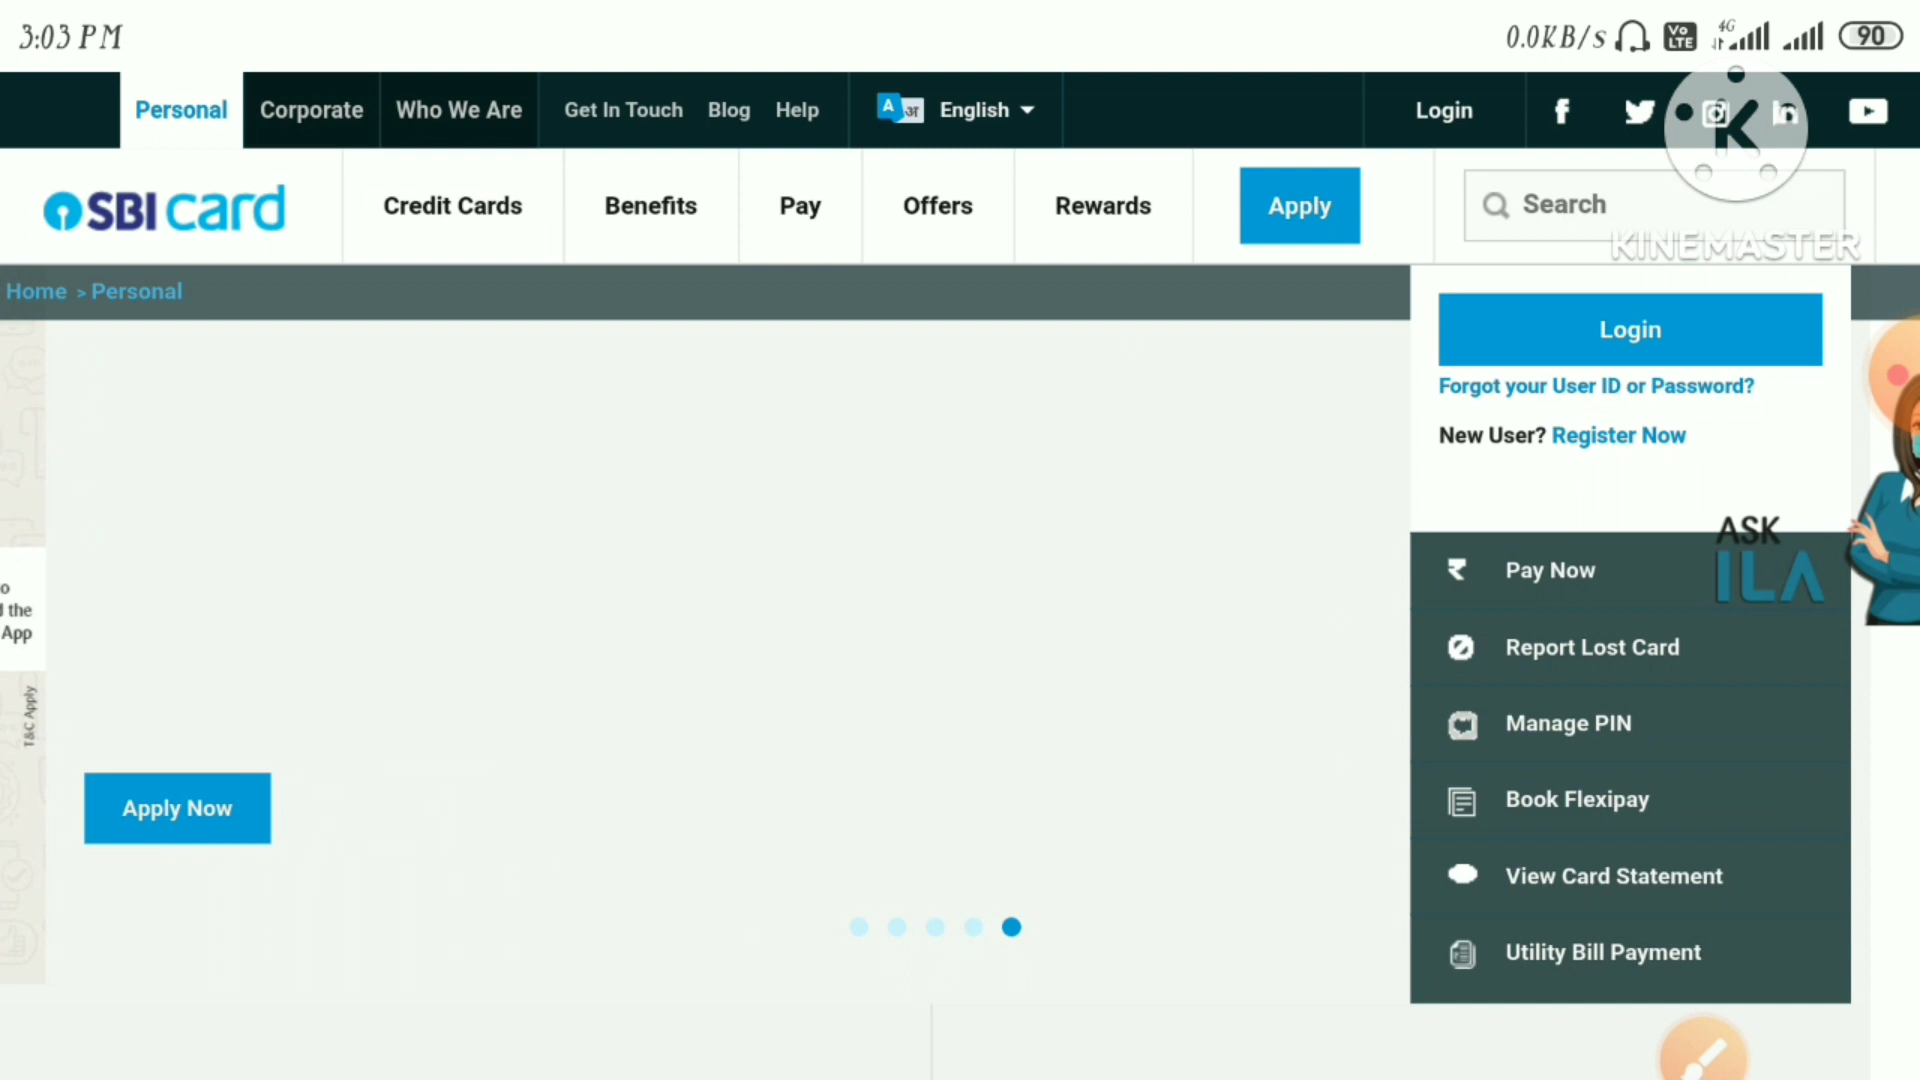 3:03 PM
0.0KB/s
Vo LTE
4G
90
Personal
Corporate
Who We Are
Get In Touch
Blog
Help
A अ
English
Login
SBI card
Credit Cards
Benefits
Pay
Offers
Rewards
Apply
Search
K
KINEMASTER
Home > Personal
Login
Forgot your User ID or Password?
New User? Register Now
ASK
ILA
Pay Now
Report Lost Card
Manage PIN
Book Flexipay
View Card Statement
Utility Bill Payment
o
the
App
T&C Apply
Apply Now